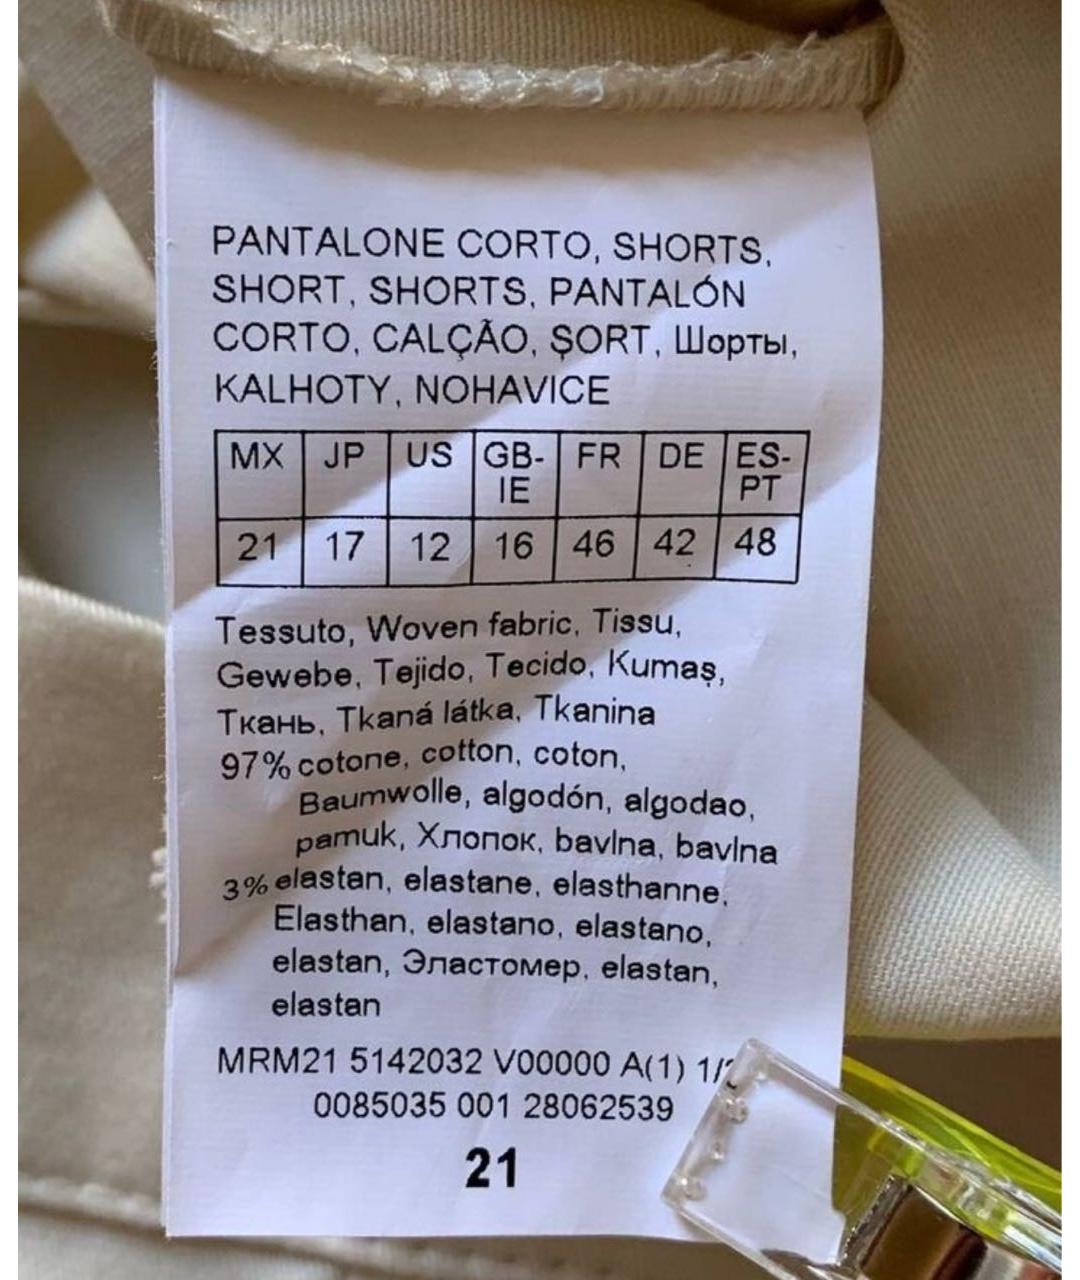 PANTALONE CORTO, SHORTS,
SHORT, SHORTS, PANTALÓN
CORTO, CALÇÃO, ŞORT, Шорты,
KALHOTY, NOHAVICE
MX JP US GB-IE FR DE ES-PT
21 17 12 16 46 42 48
Tessuto, Woven fabric, Tissu,
Gewebe, Tejido, Tecido, Kumaş,
Ткань, Tkaná látka, Tkanina
97% cotone, cotton, coton,
Baumwolle, algodón, algodao,
pamuk, Хлопок, bavlna, bavlna
3% elastan, elastane, elasthanne,
Elasthan, elastano, elastano,
elastan, Эластомер, elastan,
elastan
MRM21 5142032 V00000 A(1)
0085035 001 28062539
21